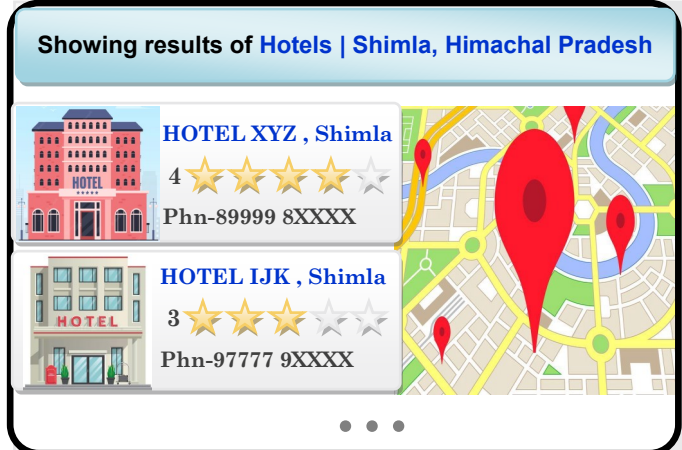 Showing results of Hotels | Shimla, Himachal Pradesh
HOTEL XYZ , Shimla
4
Phn-89999 8XXXX
HOTEL
HOTEL IJK , Shimla
3
Phn-97777 9XXXX
HOTEL